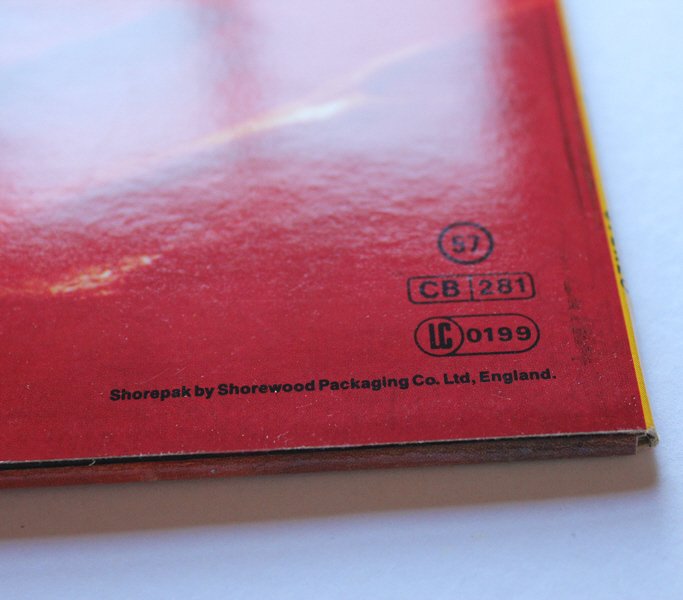 57
CB 281
LC 0199
Shorepak by Shorewood Packaging Co. Ltd, England.